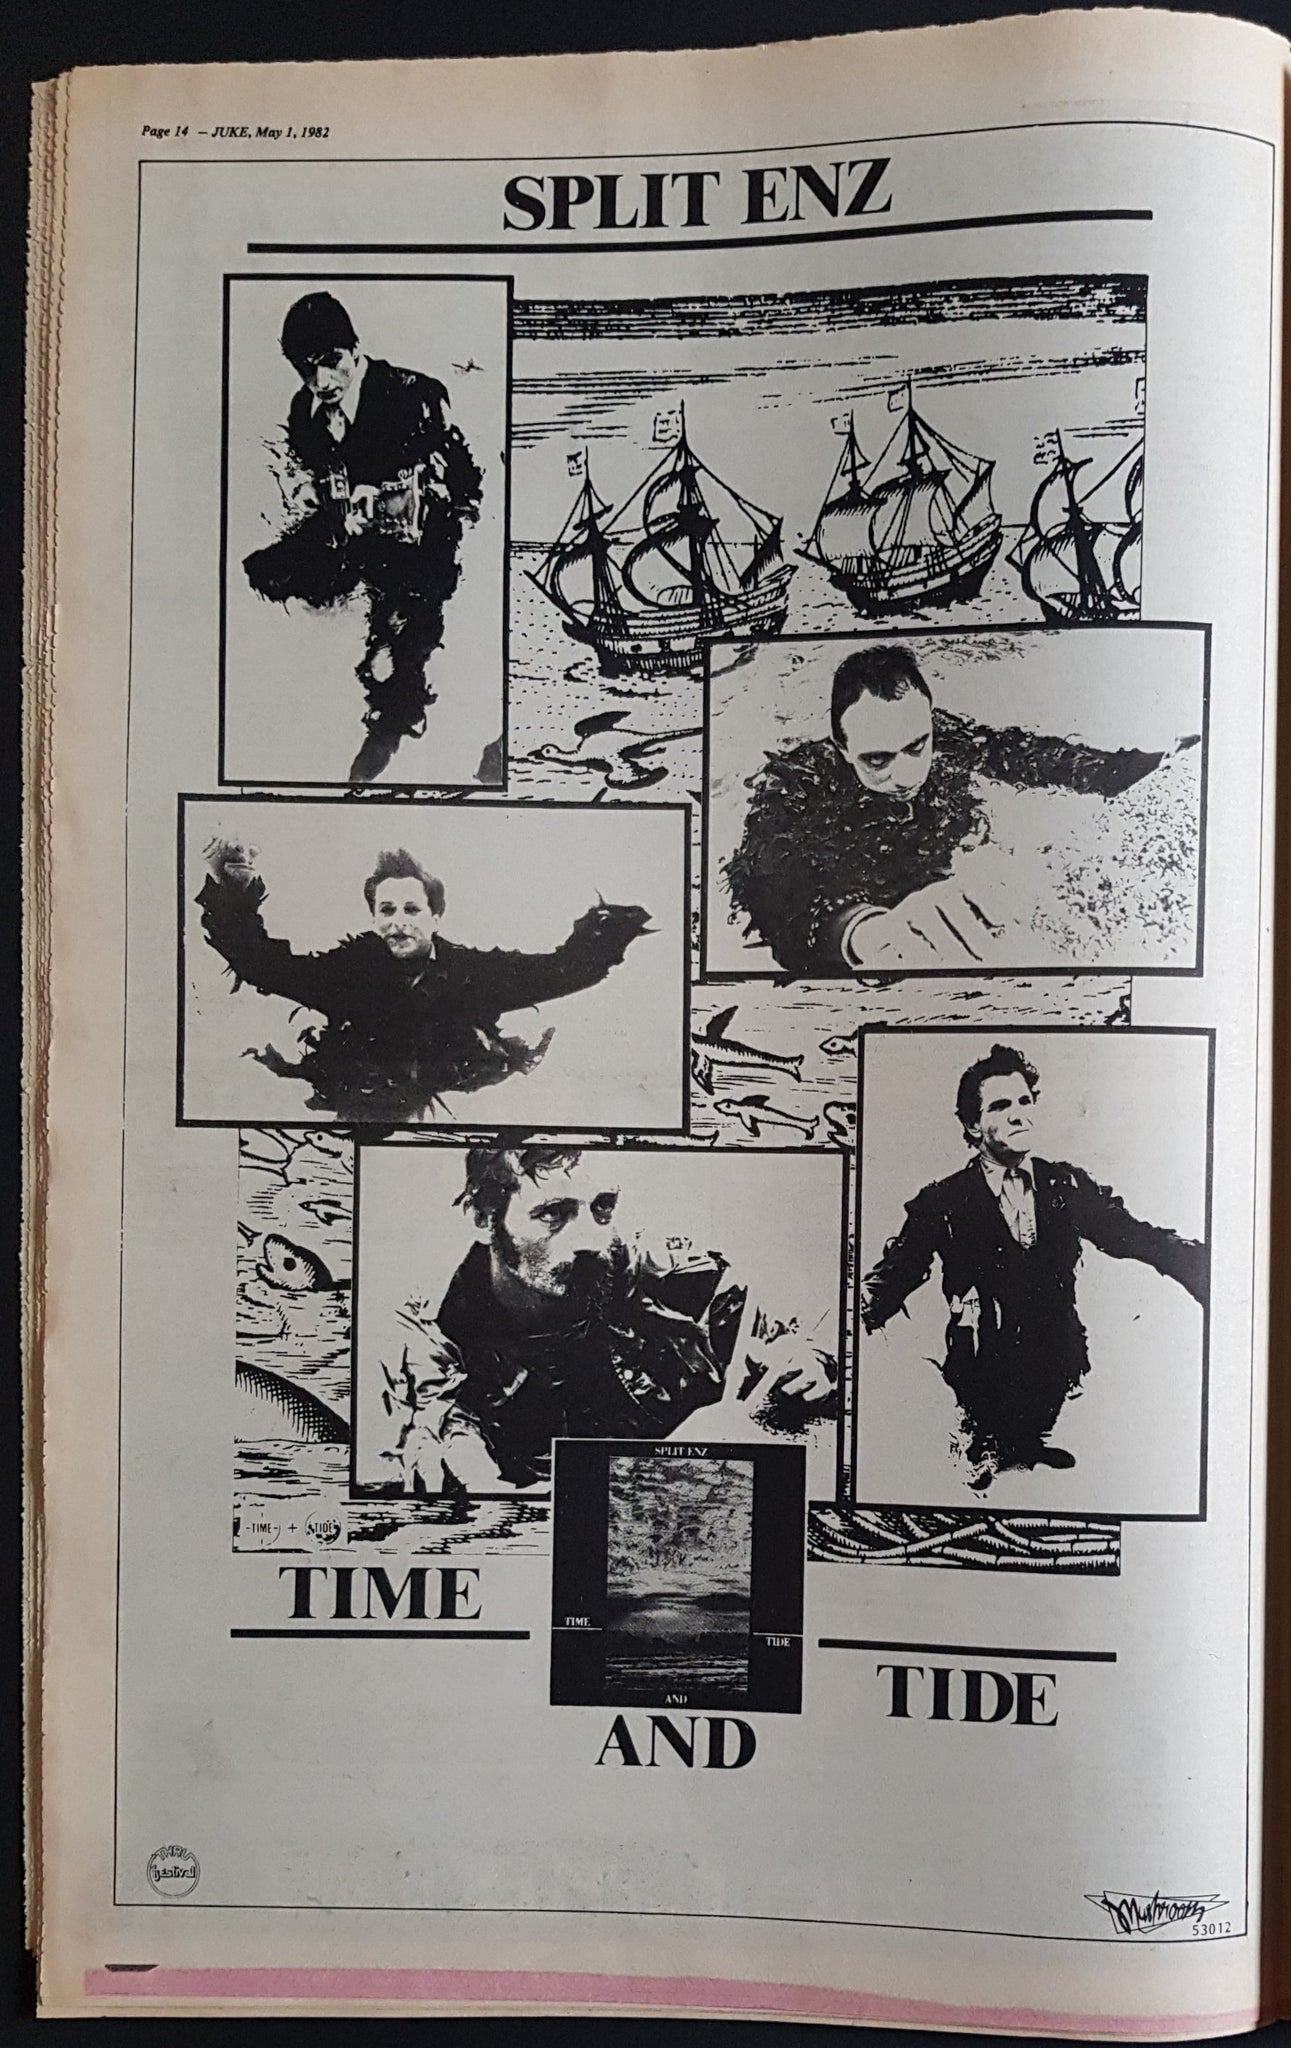 Page 14 — JUKE, May 1, 1982
SPLIT ENZ
-TIME- + TIDE
SPLIT ENZ
TIME
TIDE
AND
TIME
AND
TIDE
THRU
festival
Mushroom
53012